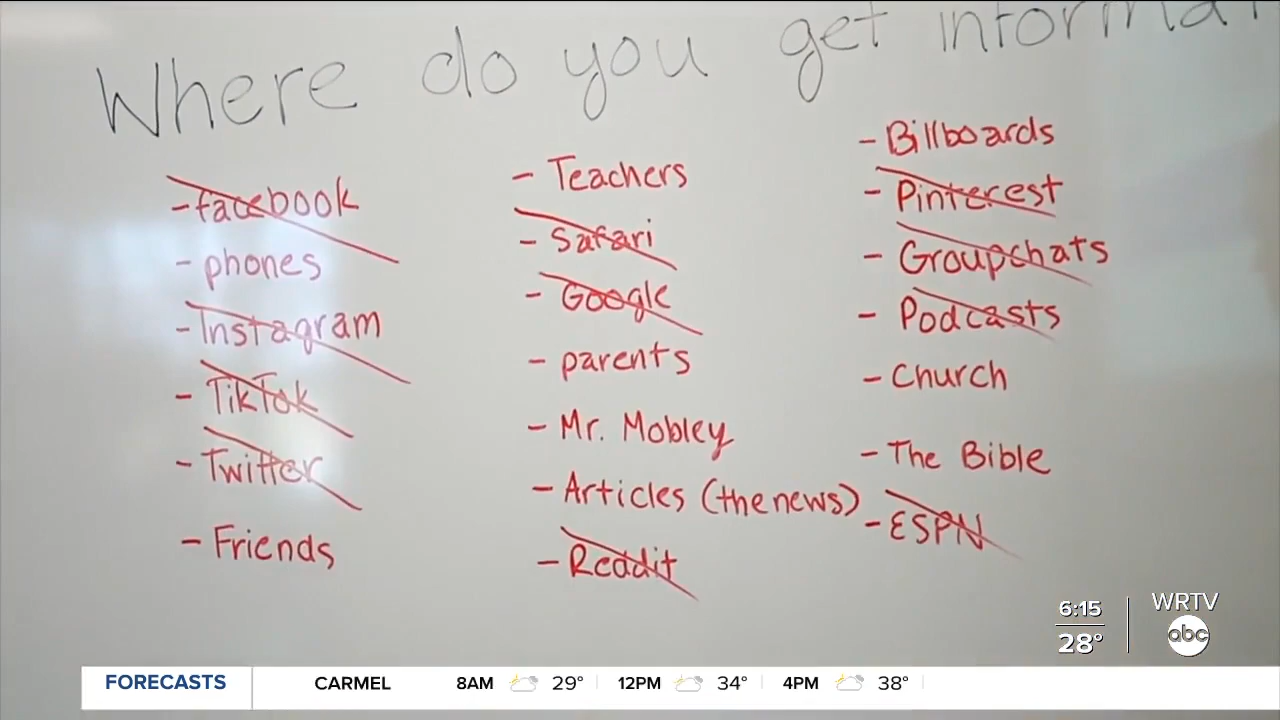 Where do you get informat
- facebook
- phones
- Instagram
- TikTok
- Twitter
- Friends
- Teachers
- Safari
- Google
- parents
- Mr. Mobley
- Articles (the news)
- Reddit
- Billboards
- Pinterest
- Groupchats
- Podcasts
- Church
- The Bible
- ESPN
6:15
28°
WRTV
abc
FORECASTS CARMEL 8AM 29° 12PM 34° 4PM 38°